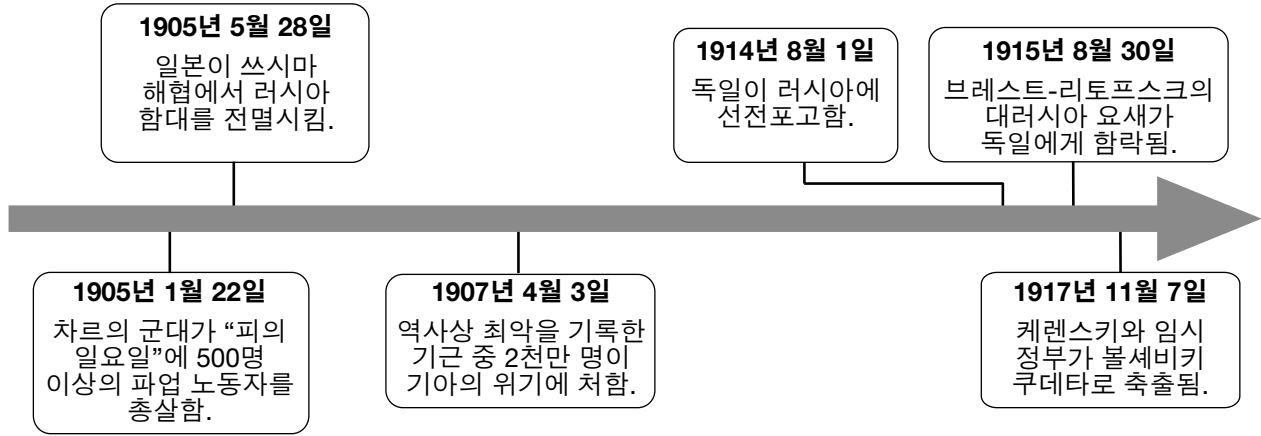 1905년 5월 28일
일본이 쓰시마
해협에서 러시아
함대를 전멸시킴.
1914년 8월 1일
독일이 러시아에
선전포고함.
1915년 8월 30일
브레스트-리토프스크의
대러시아 요새가
독일에게 함락됨.
1905년 1월 22일
차르의 군대가 “피의
일요일”에 500명
이상의 파업 노동자를
총살함.
1907년 4월 3일
역사상 최악을 기록한
기근 중 2천만 명이
기아의 위기에 처함.
1917년 11월 7일
케렌스키와 임시
정부가 볼셰비키
쿠데타로 축출됨.